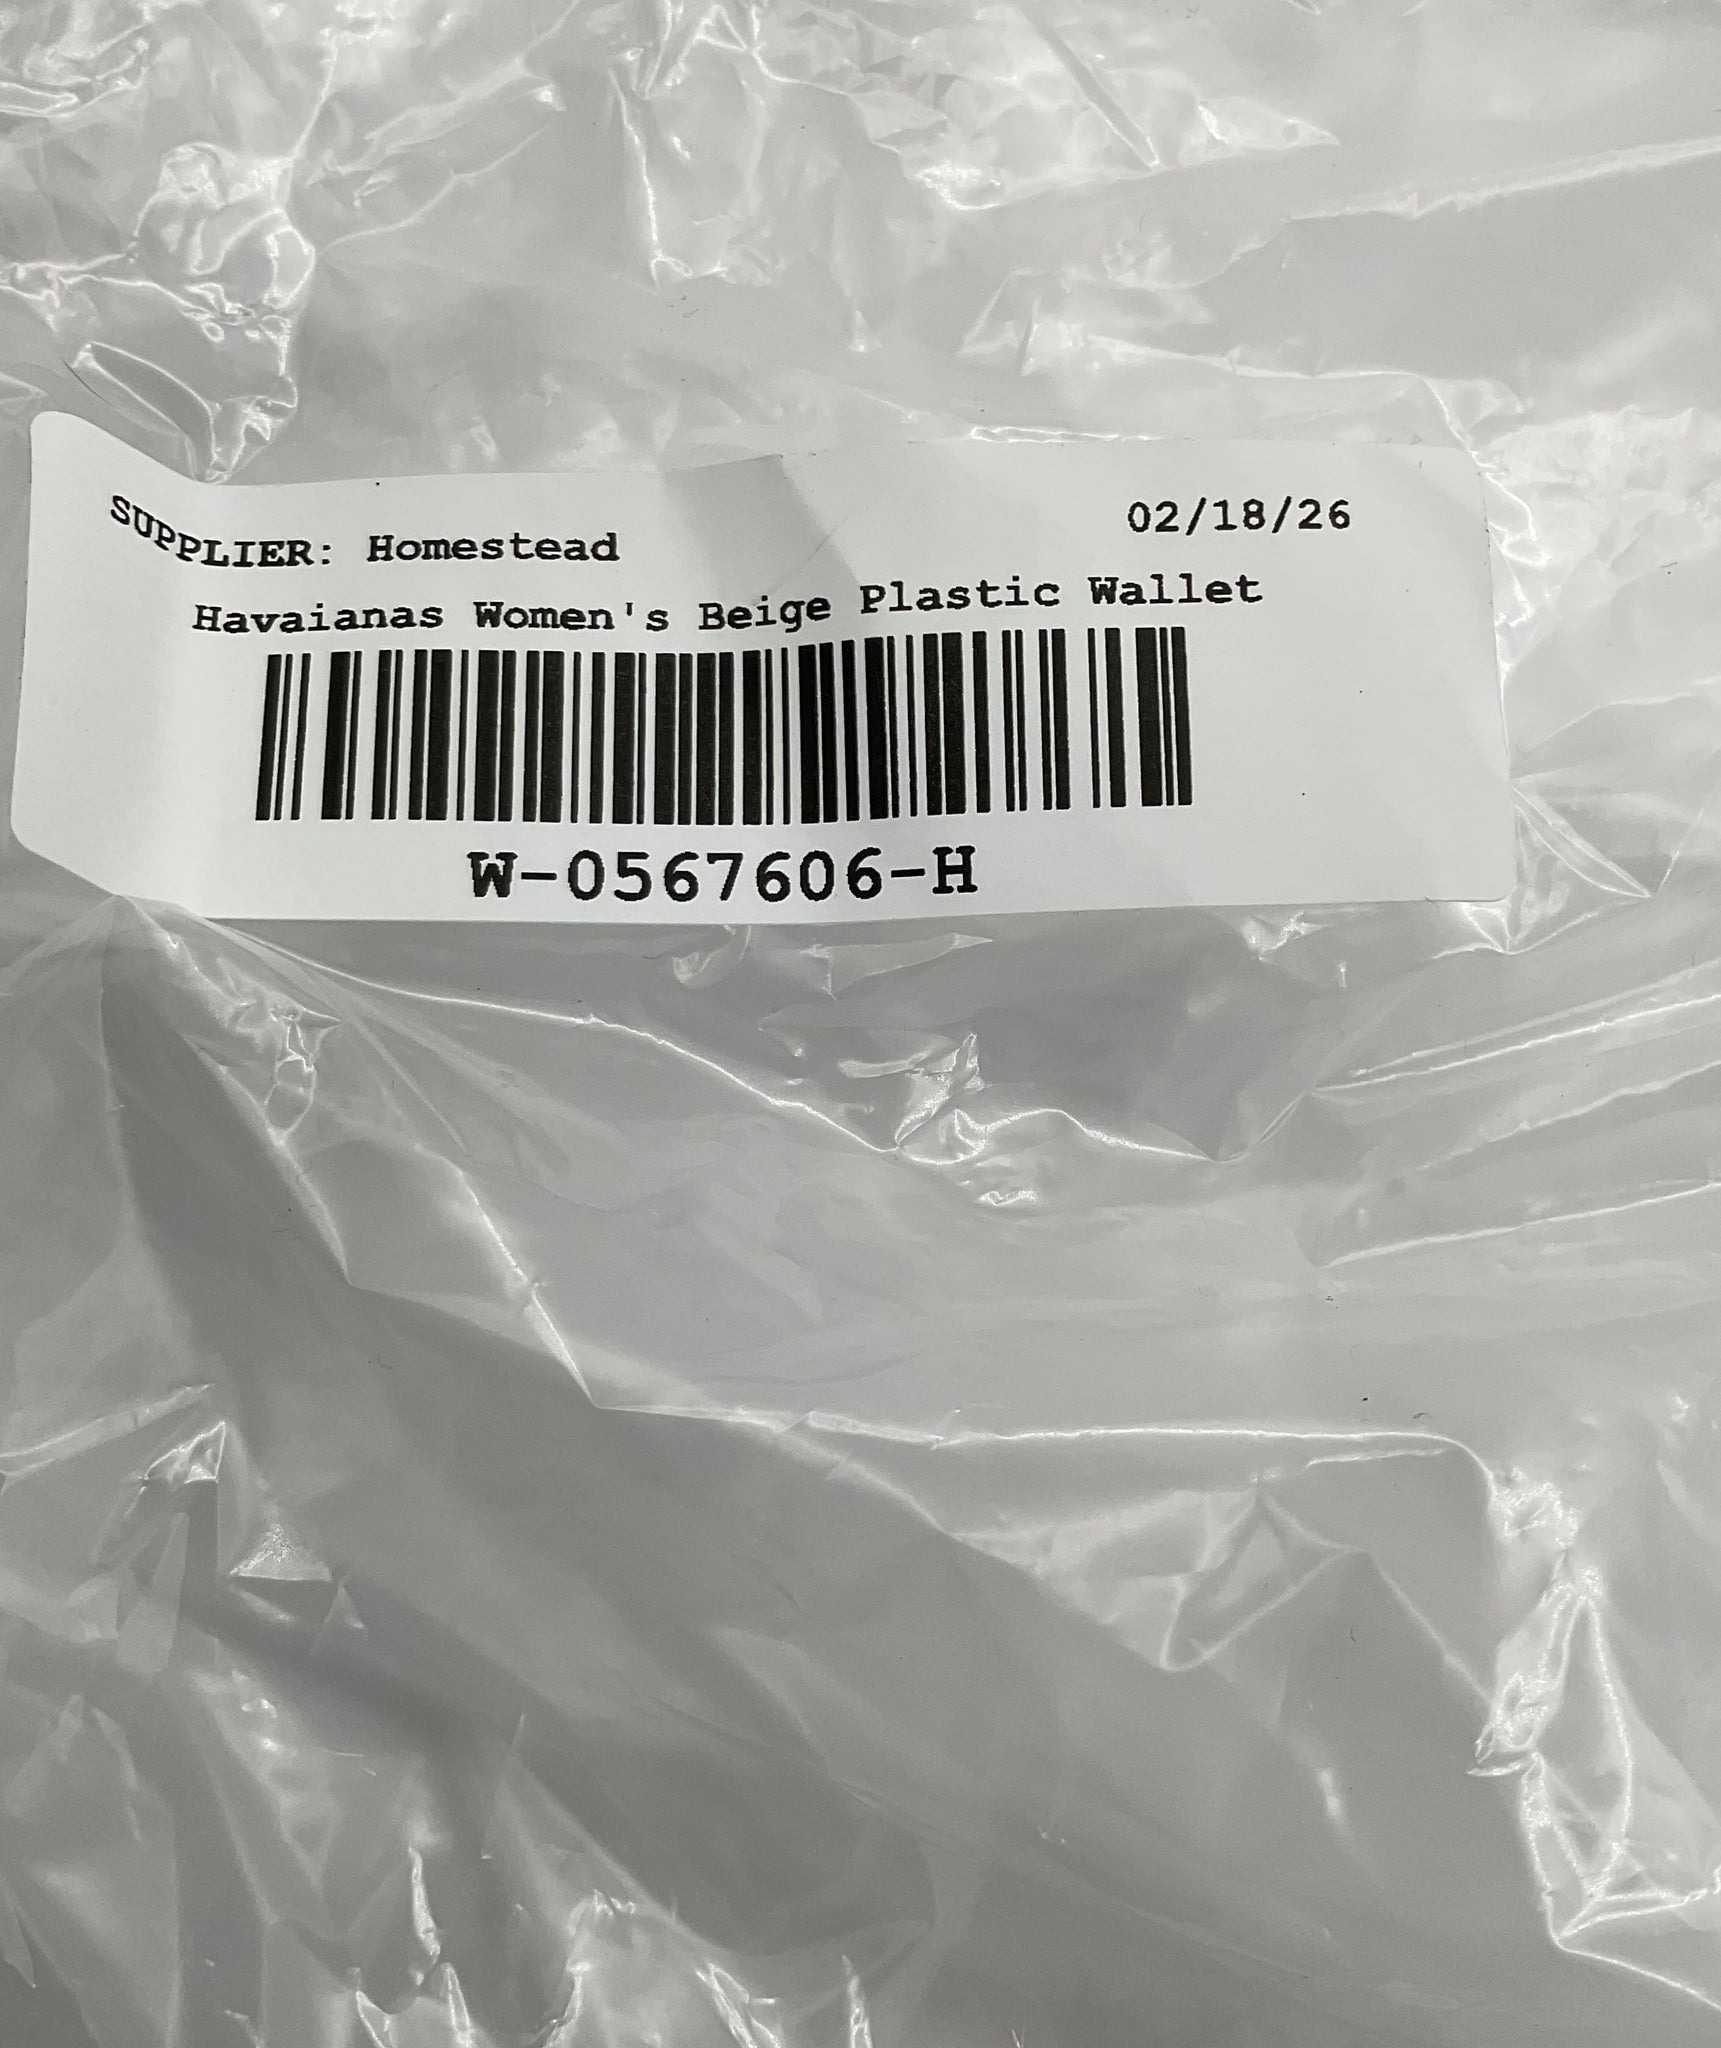 SUPPLIER: Homestead 02/18/26
Havaianas Women's Beige Plastic Wallet
W-0567606-H